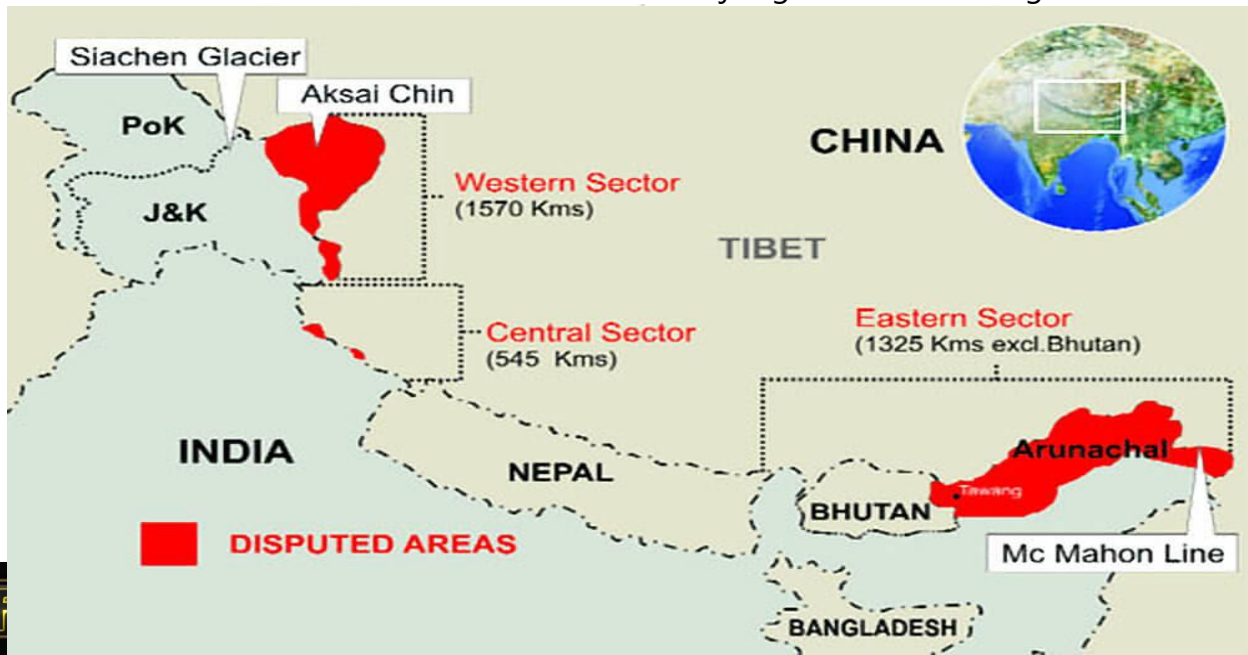 Siachen Glacier
Aksai Chin
PoK
CHINA
Western Sector
(1570 Kms)
J&K
TIBET
Eastern Sector
(1325 Kms excl.Bhutan)
Central Sector
(545 Kms)
INDIA
NEPAL
Arunachal
Tawang
BHUTAN
DISPUTED AREAS
Mc Mahon Line
BANGLADESH